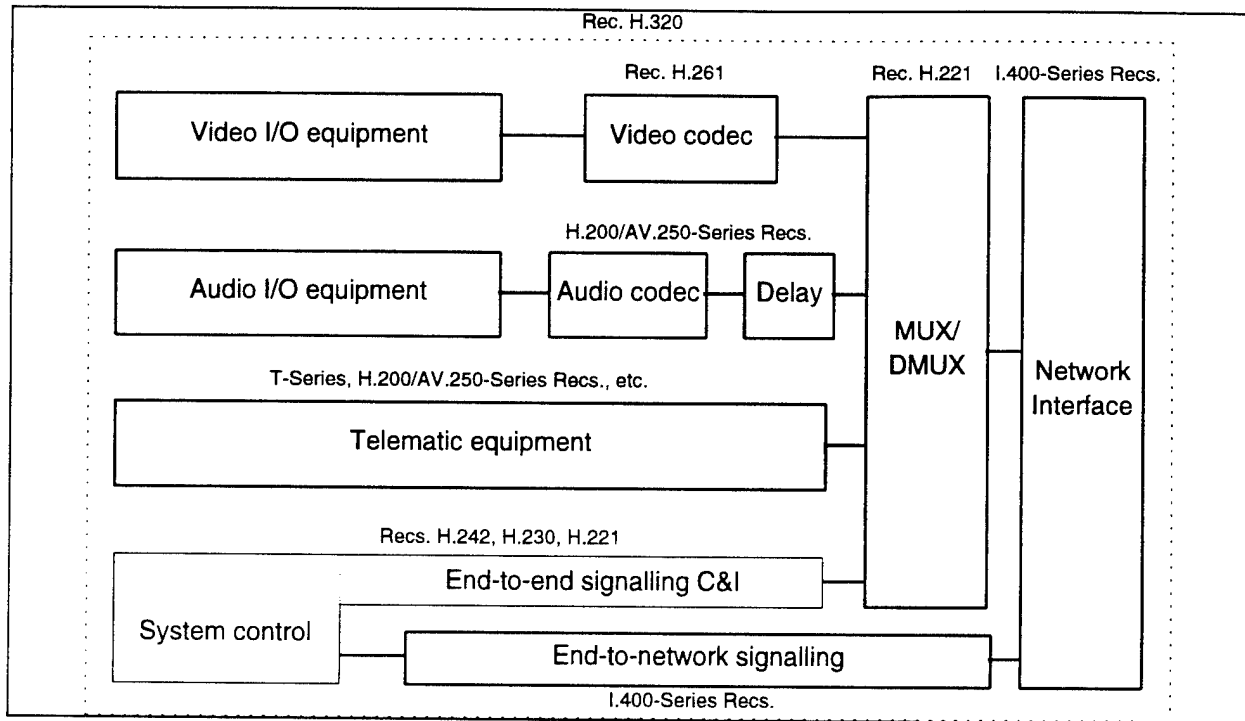 Rec. H.320
Rec. H.261
Rec. H.221
I.400-Series Recs.
Video I/O equipment
Video codec
H.200/AV.250-Series Recs.
Audio I/O equipment
Audio codec
Delay
MUX/
DMUX
Network
Interface
T-Series, H.200/AV.250-Series Recs., etc.
Telematic equipment
Recs. H.242, H.230, H.221
End-to-end signalling C&I
System control
End-to-network signalling
I.400-Series Recs.